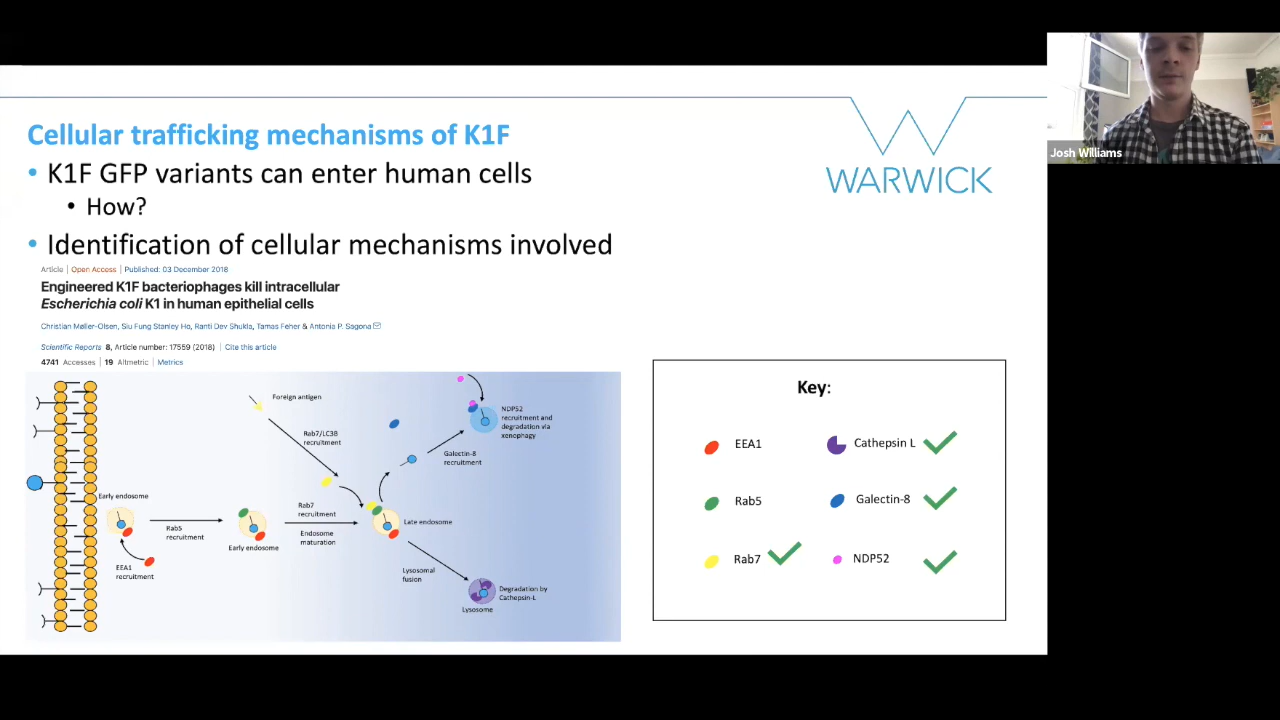 Cellular trafficking mechanisms of K1F
• K1F GFP variants can enter human cells
• How?
• Identification of cellular mechanisms involved
Article | Open Access | Published: 03 December 2018
Engineered K1F bacteriophages kill intracellular
Escherichia coli K1 in human epithelial cells
Christian Møller-Olsen, Siu Fung Stanley Ho, Ranti Dev Shukla, Tamas Feher & Antonia P. Sagona
Scientific Reports 8, Article number: 17559 (2018) | Cite this article
4741 Accesses | 19 Altmetric | Metrics
WARWICK
Josh Williams
Foreign antigen
Rab7/LC3B
recruitment
NDP52
recruitment and
degradation via
xenophagy
Galectin-8
recruitment
Early endosome
Rab5
recruitment
EEA1
recruitment
Early endosome
Rab7
recruitment
Endosome
maturation
Late endosome
Lysosomal
fusion
Degradation by
Cathepsin-L
Lysosome
Key:
EEA1
Cathepsin L
Rab5
Galectin-8
Rab7
NDP52